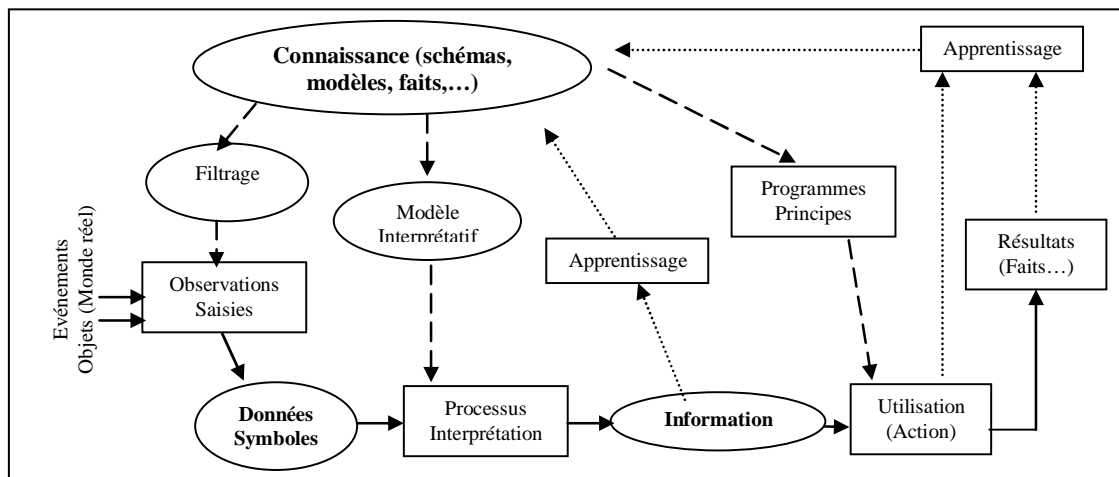 Connaissance (schémas,
modèles, faits,…)
Apprentissage
Filtrage
Modèle
Interprétatif
Programmes
Principes
Apprentissage
Résultats
(Faits…)
Evénements
Objets (Monde réel)
Observations
Saisies
Données
Symboles
Processus
Interprétation
Information
Utilisation
(Action)